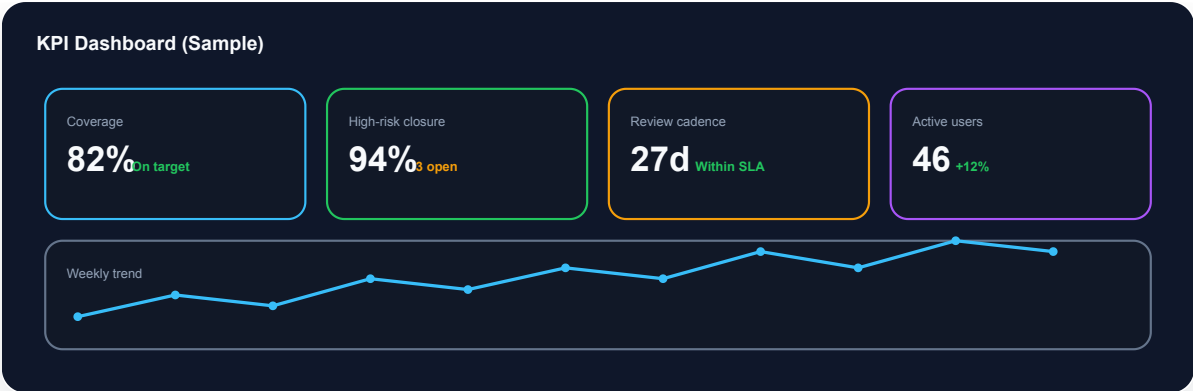 KPI Dashboard (Sample)
Coverage
82% On target
High-risk closure
94% 3 open
Review cadence
27d Within SLA
Active users
46 +12%
Weekly trend